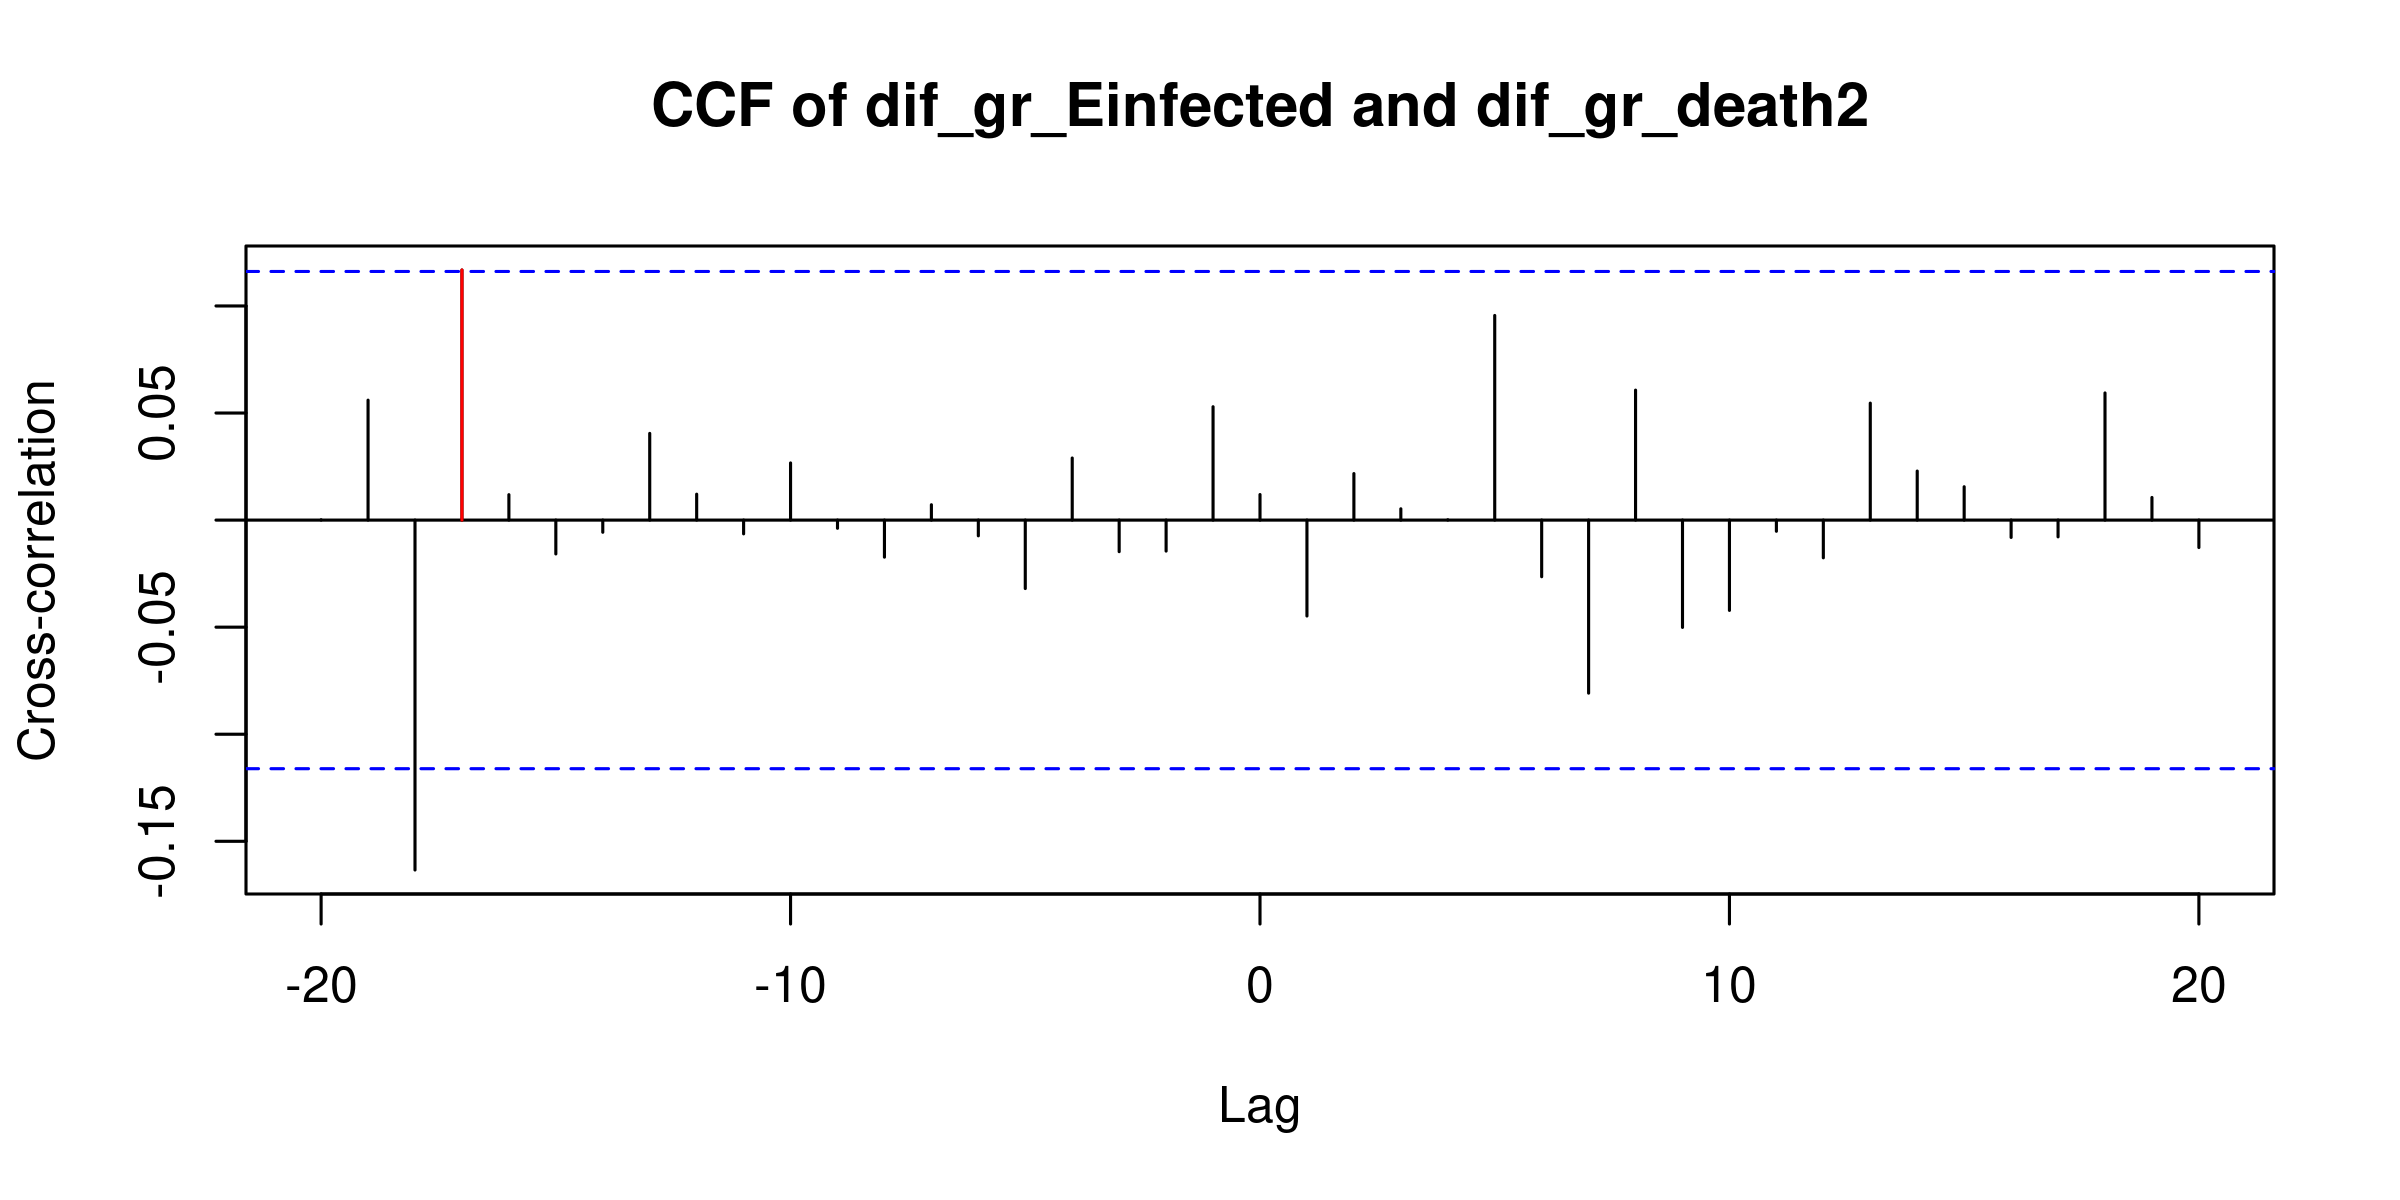 CCF of dif_gr_Einfected and dif_gr_death2
Cross-correlation
0.05
-0.05
-0.15
-20
-10
0
10
20
Lag